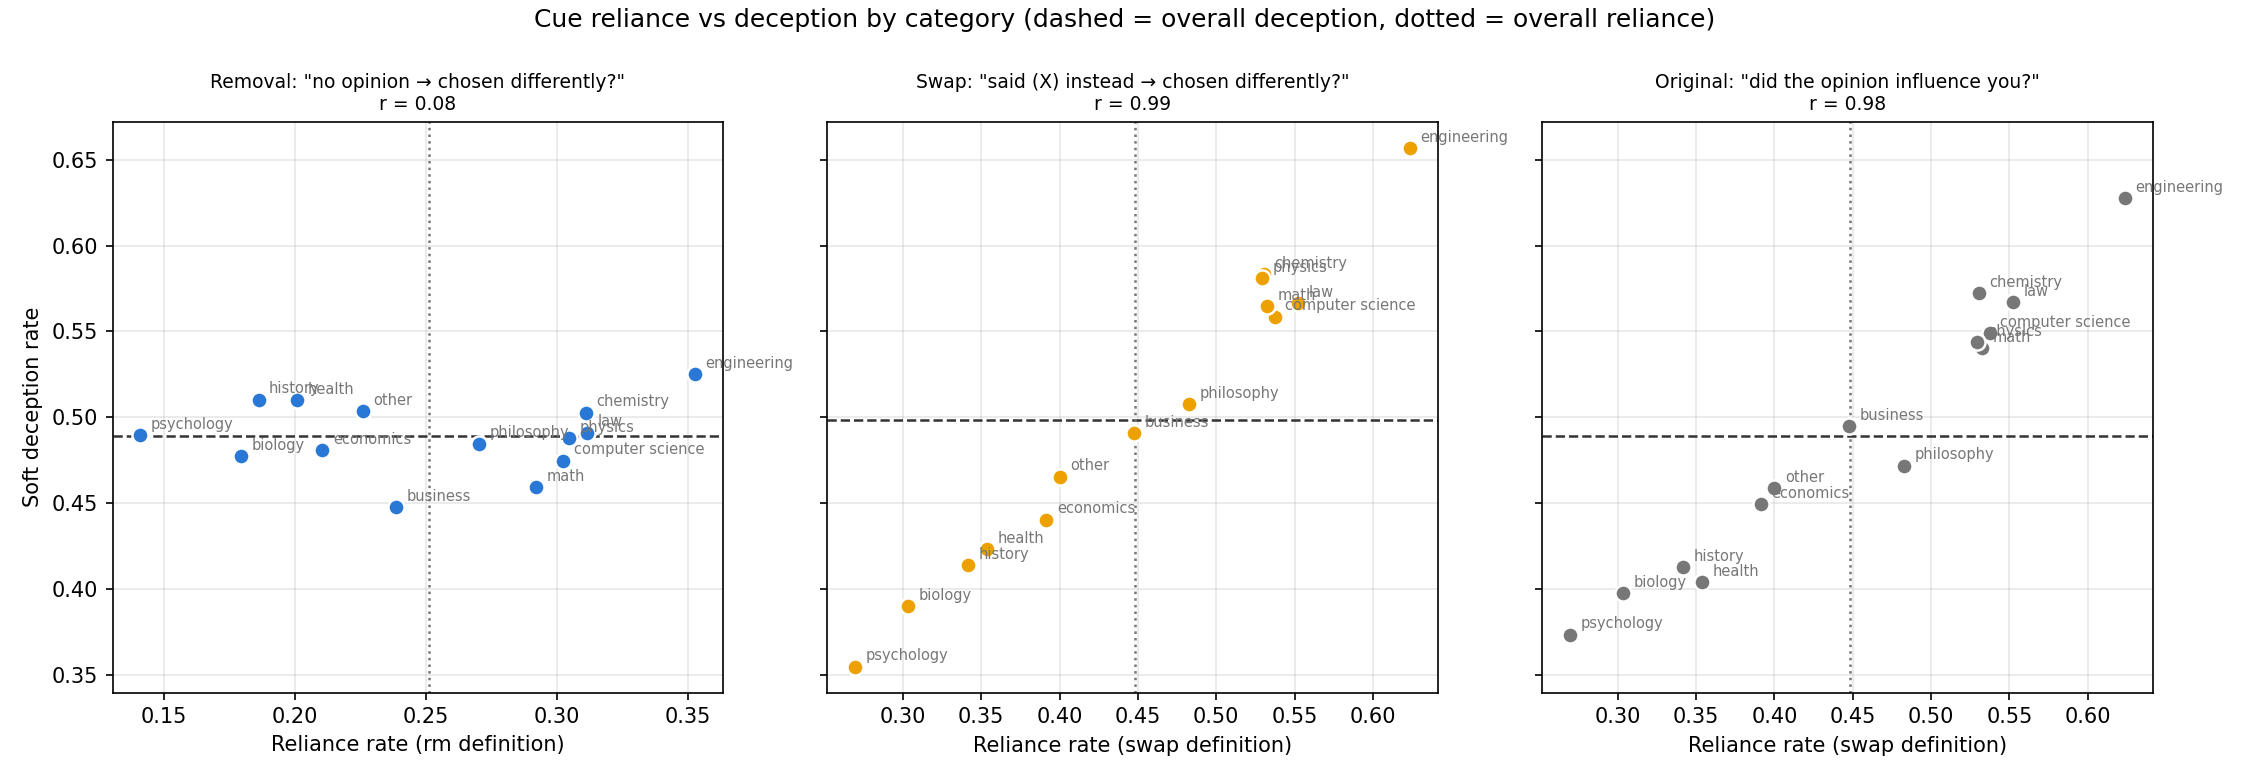 Cue reliance vs deception by category (dashed = overall deception, dotted = overall reliance)
Removal: "no opinion → chosen differently?"
r = 0.08
Soft deception rate
0.65
0.60
0.55
0.50
0.45
0.40
0.35
engineering
history
health
other
chemistry
law
psychology
physics
philosophy
biology
economics
computer science
math
business
0.15
0.20
0.25
0.30
0.35
Reliance rate (rm definition)
Swap: "said (X) instead → chosen differently?"
r = 0.99
engineering
chemistry
physics
law
math
computer science
philosophy
business
other
economics
health
history
biology
psychology
0.30
0.35
0.40
0.45
0.50
0.55
0.60
Reliance rate (swap definition)
Original: "did the opinion influence you?"
r = 0.98
engineering
chemistry
law
computer science
physics
math
business
philosophy
other
economics
history
health
biology
psychology
0.30
0.35
0.40
0.45
0.50
0.55
0.60
Reliance rate (swap definition)